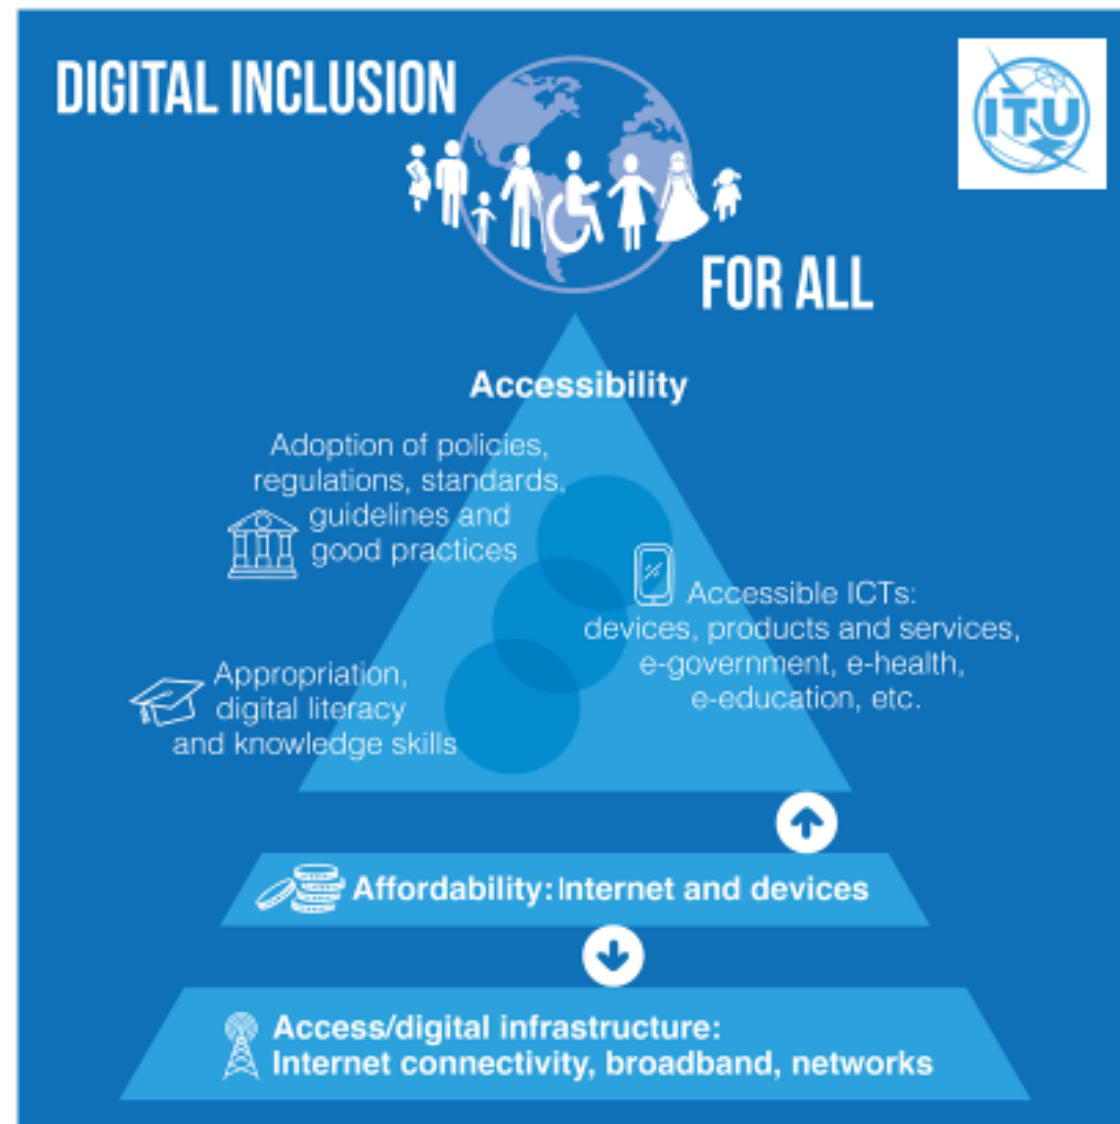 DIGITAL INCLUSION
ITU
FOR ALL
Accessibility
Adoption of policies,
regulations, standards,
guidelines and
good practices
Accessible ICTs:
devices, products and services,
e-government, e-health,
e-education, etc.
Appropriation,
digital literacy
and knowledge skills
Affordability: Internet and devices
Access/digital infrastructure:
Internet connectivity, broadband, networks